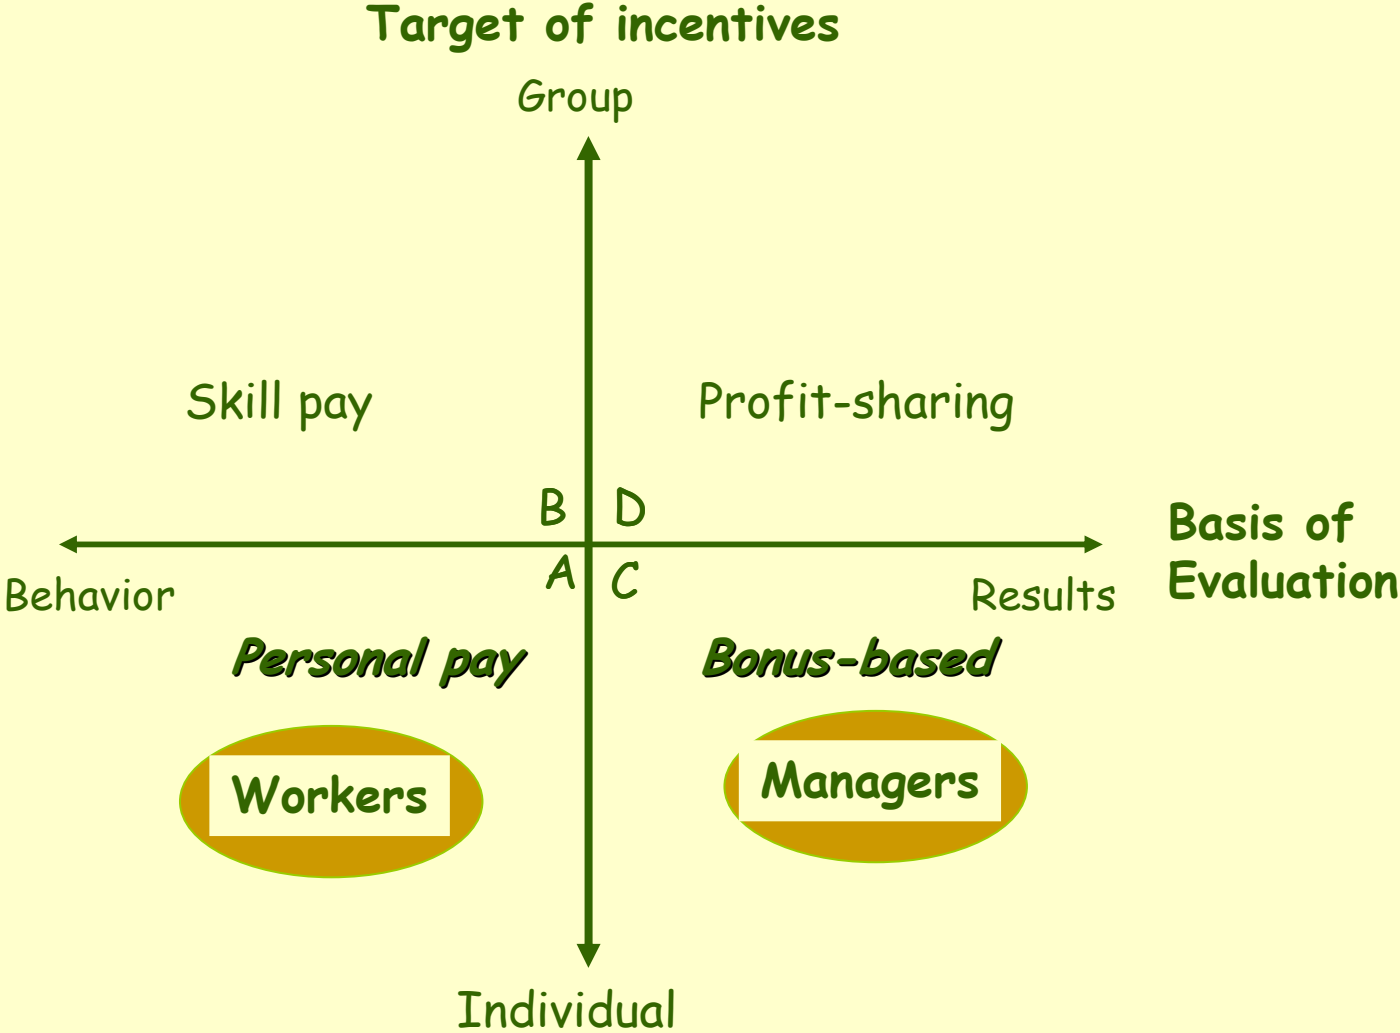 Target of incentives
Group
Skill pay
Profit-sharing
B
D
Basis of
Evaluation
A
C
Behavior
Results
Personal pay
Bonus-based
Workers
Managers
Individual